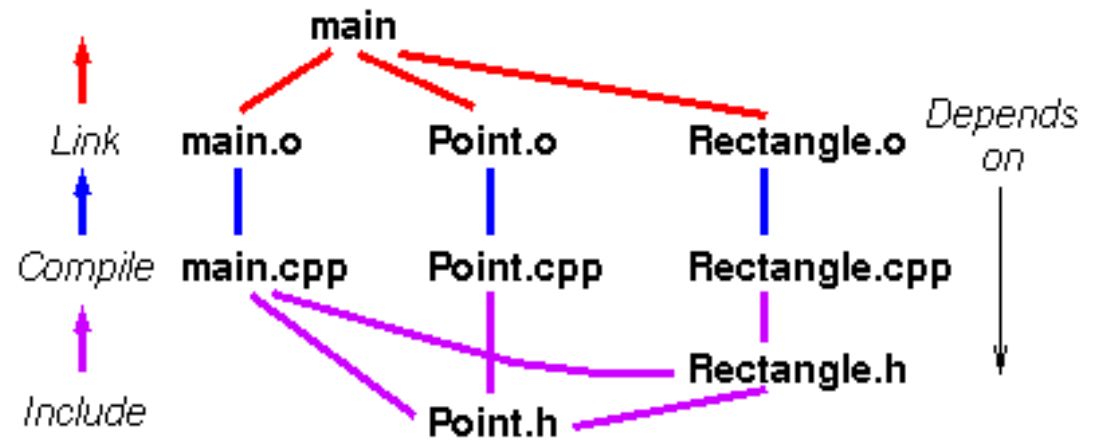 main
Link
main.o
Point.o
Rectangle.o
Depends
on
Compile
main.cpp
Point.cpp
Rectangle.cpp
Rectangle.h
Include
Point.h